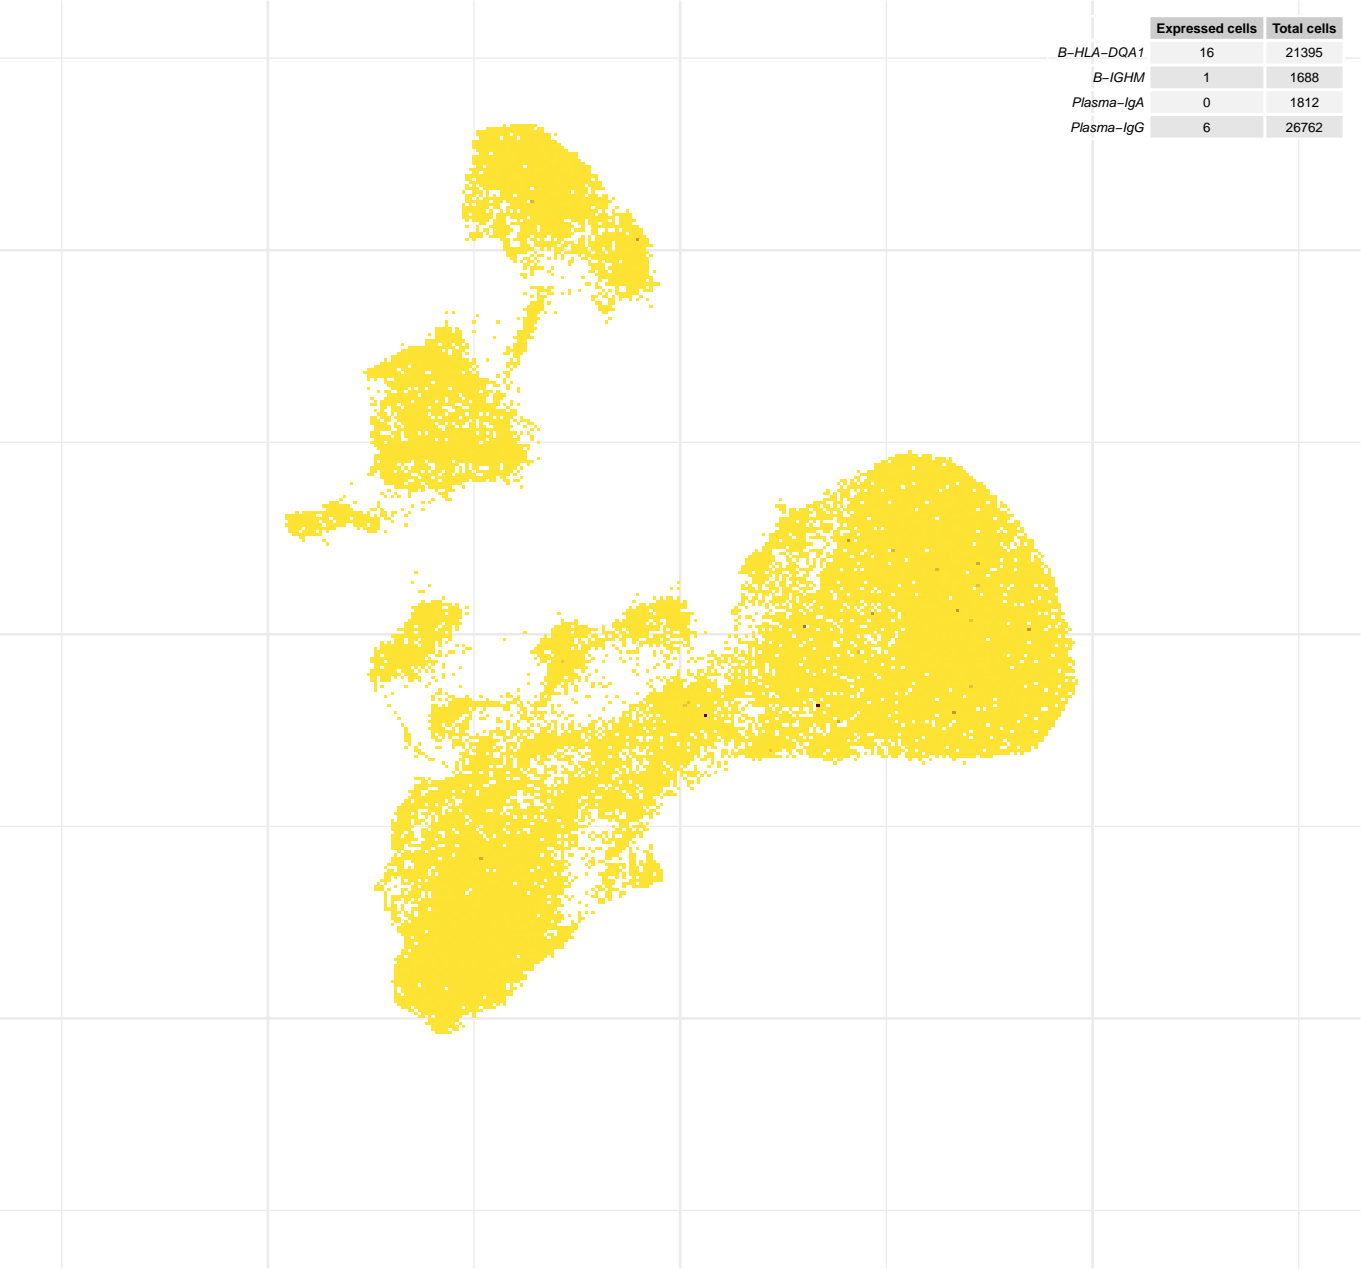 Expressed cells Total cells
B−HLA−DQA1 16 21395
B−IGHM 1 1688
Plasma−IgA 0 1812
Plasma−IgG 6 26762